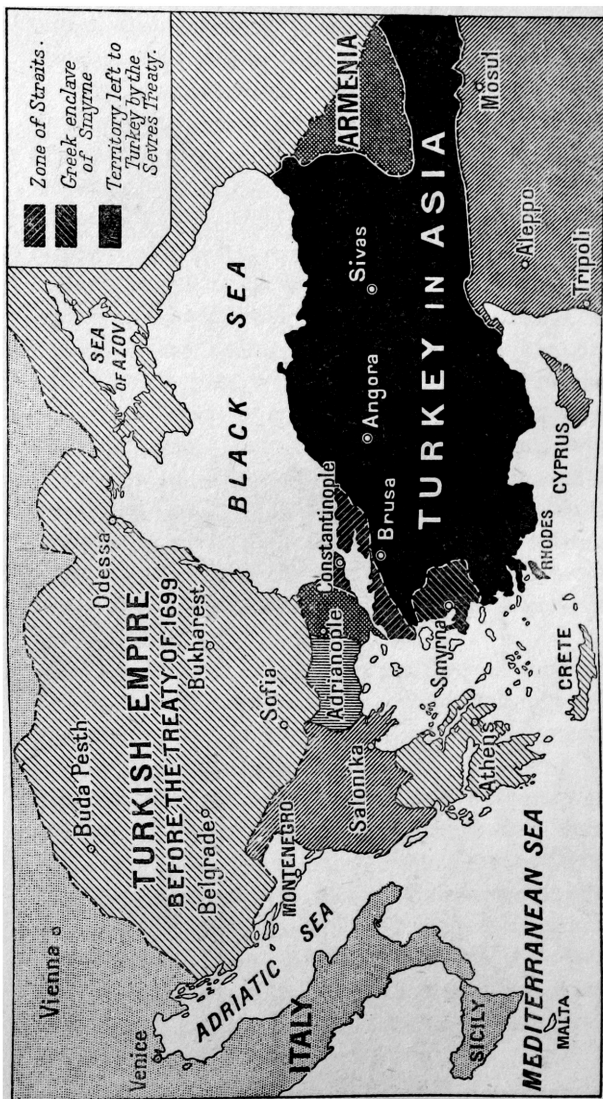 Zone of Straits.
Greek enclave
of Smyrne
Territory left to
Turkey by the
Sèvres Treaty.
Vienna
Venice
Buda Pesth
Odessa
SEA
OF AZOV
TURKISH EMPIRE
BEFORE THE TREATY OF 1699
Belgrade
Bukharest
Sofia
BLACK SEA
ARMENIA
MONTENEGRO
ADRIATIC SEA
ITALY
Adrianople
Constantinople
Salonika
Brusa
Angora
Sivas
TURKEY IN ASIA
Mosul
Smyrna
Athens
Aleppo
Tripoli
SICILY
MALTA
MEDITERRANEAN SEA
CRETE
RHODES
CYPRUS